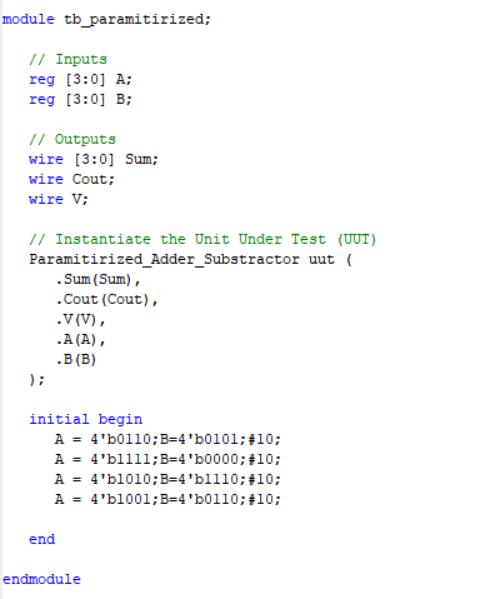 module tb_paramitirized;
// Inputs
reg [3:0] A;
reg [3:0] B;
// Outputs
wire [3:0] Sum;
wire Cout;
wire V;
// Instantiate the Unit Under Test (UUT)
Paramitirized_Adder_Substractor uut (
.Sum(Sum),
.Cout(Cout),
.V(V),
.A(A),
.B(B)
);
initial begin
A = 4'b0110;B=4'b0101;#10;
A = 4'b1111;B=4'b0000;#10;
A = 4'b1010;B=4'b1110;#10;
A = 4'b1001;B=4'b0110;#10;
end
endmodule